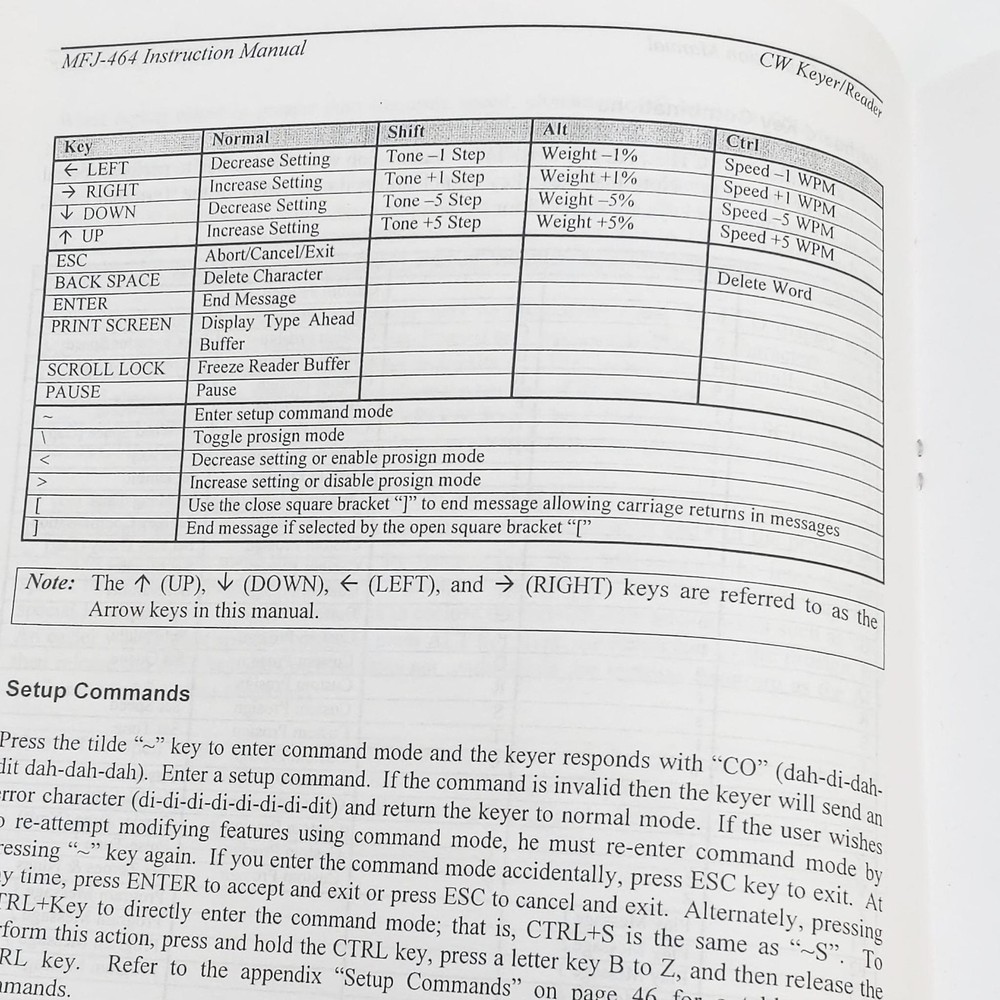 MFJ-464 Instruction Manual CW Keyer/Reader
Key Normal Shift Alt Ctrl
← LEFT Decrease Setting Tone –1 Step Weight –1% Speed –1 WPM
→ RIGHT Increase Setting Tone +1 Step Weight +1% Speed +1 WPM
↓ DOWN Decrease Setting Tone –5 Step Weight –5% Speed –5 WPM
↑ UP Increase Setting Tone +5 Step Weight +5% Speed +5 WPM
ESC Abort/Cancel/Exit
BACK SPACE Delete Character Delete Word
ENTER End Message
PRINT SCREEN Display Type Ahead
Buffer
SCROLL LOCK Freeze Reader Buffer
PAUSE Pause
~ Enter setup command mode
\ Toggle prosign mode
< Decrease setting or enable prosign mode
> Increase setting or disable prosign mode
[ Use the close square bracket “]” to end message allowing carriage returns in messages
] End message if selected by the open square bracket “[”
Note: The ↑ (UP), ↓ (DOWN), ← (LEFT), and → (RIGHT) keys are referred to as the
Arrow keys in this manual.
Setup Commands
Press the tilde “~” key to enter command mode and the keyer responds with “CO” (dah-di-dah-
dit dah-dah-dah). Enter a setup command. If the command is invalid then the keyer will send an
rror character (di-di-di-di-di-di-di-dit) and return the keyer to normal mode. If the user wishes
o re-attempt modifying features using command mode, he must re-enter command mode by
ressing “~” key again. If you enter the command mode accidentally, press ESC key to exit. At
y time, press ENTER to accept and exit or press ESC to cancel and exit. Alternately, pressing
TRL+Key to directly enter the command mode; that is, CTRL+S is the same as “~S”. To
rform this action, press and hold the CTRL key, press a letter key B to Z, and then release the
RL key. Refer to the appendix “Setup Commands” on page 46 for a
mmands.